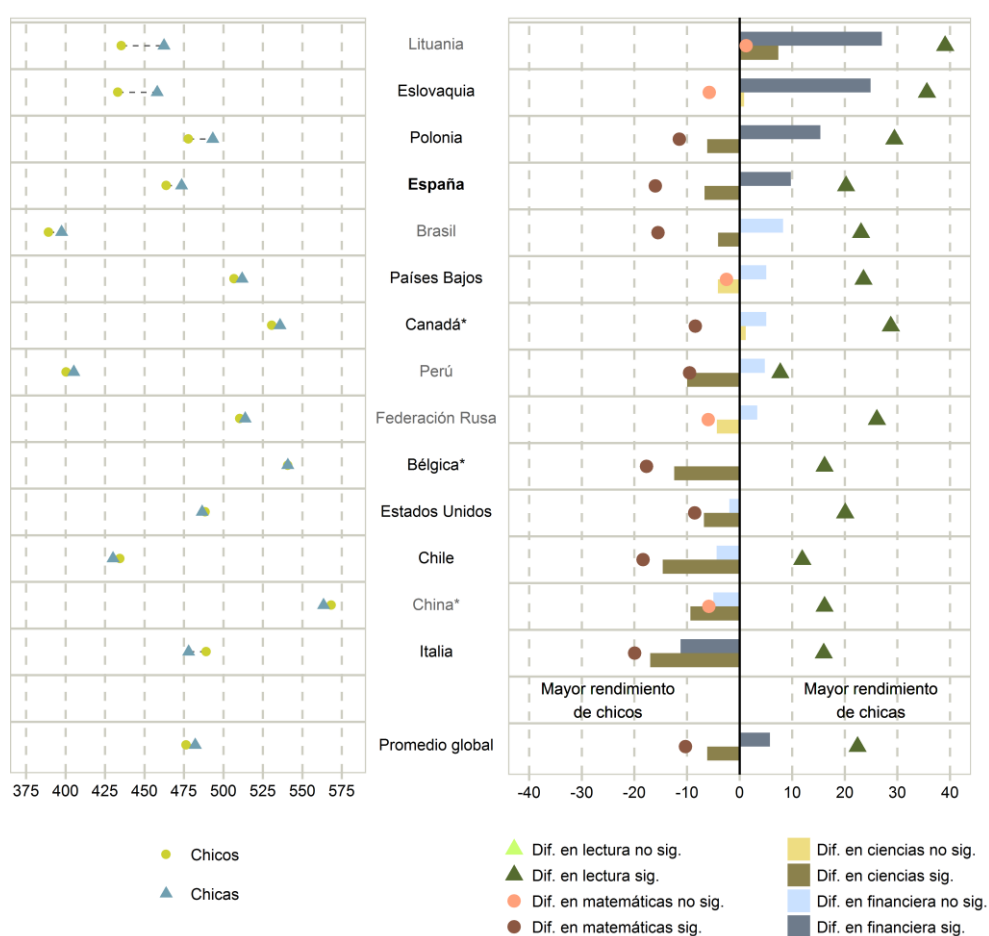 Lituania
Eslovaquia
Polonia
España
Brasil
Países Bajos
Canadá*
Perú
Federación Rusa
Bélgica*
Estados Unidos
Chile
China*
Italia
Mayor rendimiento
de chicos
Mayor rendimiento
de chicas
Promedio global
375 400 425 450 475 500 525 550 575
-40 -30 -20 -10 0 10 20 30 40
Chicos
Chicas
Dif. en lectura no sig.
Dif. en lectura sig.
Dif. en matemáticas no sig.
Dif. en matemáticas sig.
Dif. en ciencias no sig.
Dif. en ciencias sig.
Dif. en financiera no sig.
Dif. en financiera sig.